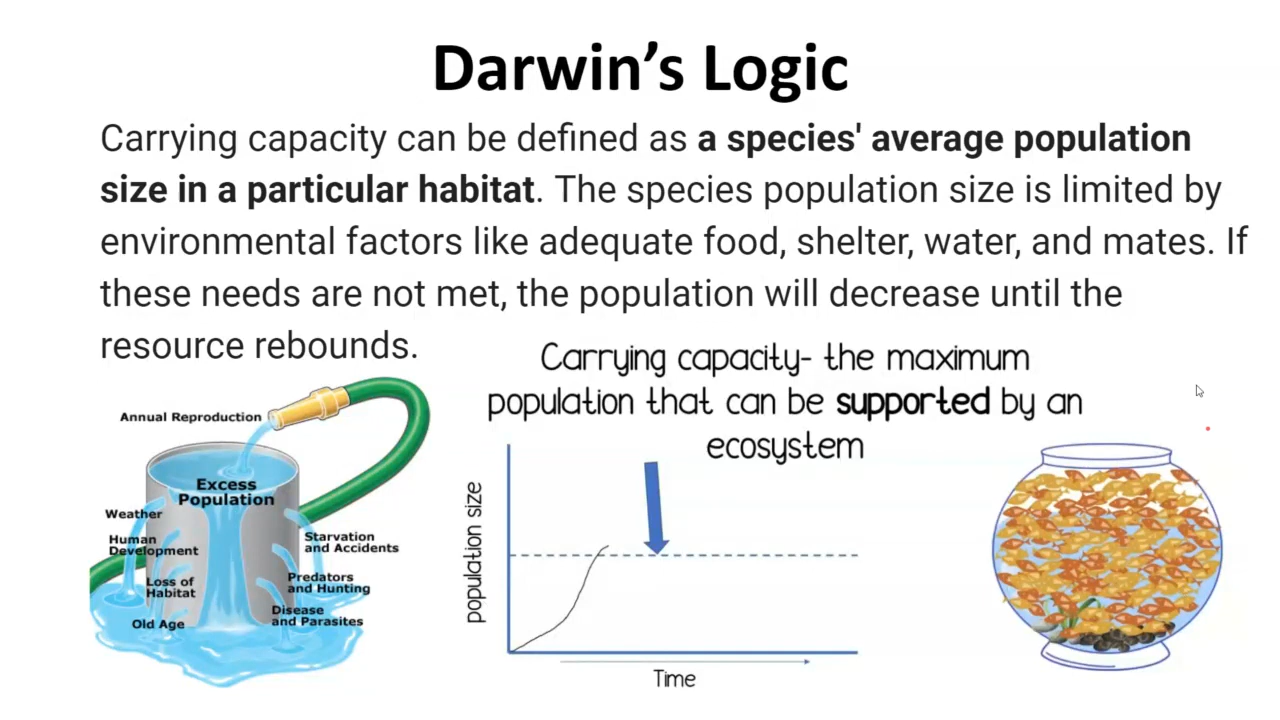 Darwin's Logic
Carrying capacity can be defined as a species' average population
size in a particular habitat. The species population size is limited by
environmental factors like adequate food, shelter, water, and mates. If
these needs are not met, the population will decrease until the
resource rebounds.
Carrying capacity- the maximum
population that can be supported by an
ecosystem
Annual Reproduction
Excess
Population
Weather
Human
Development
Loss of
Habitat
Old Age
Starvation
and Accidents
Predators
and Hunting
Disease
and Parasites
population size
Time